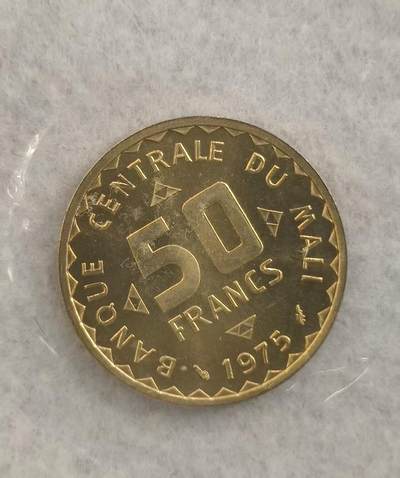 BANQUE CENTRALE DU MALI
50
FRANCS
1975